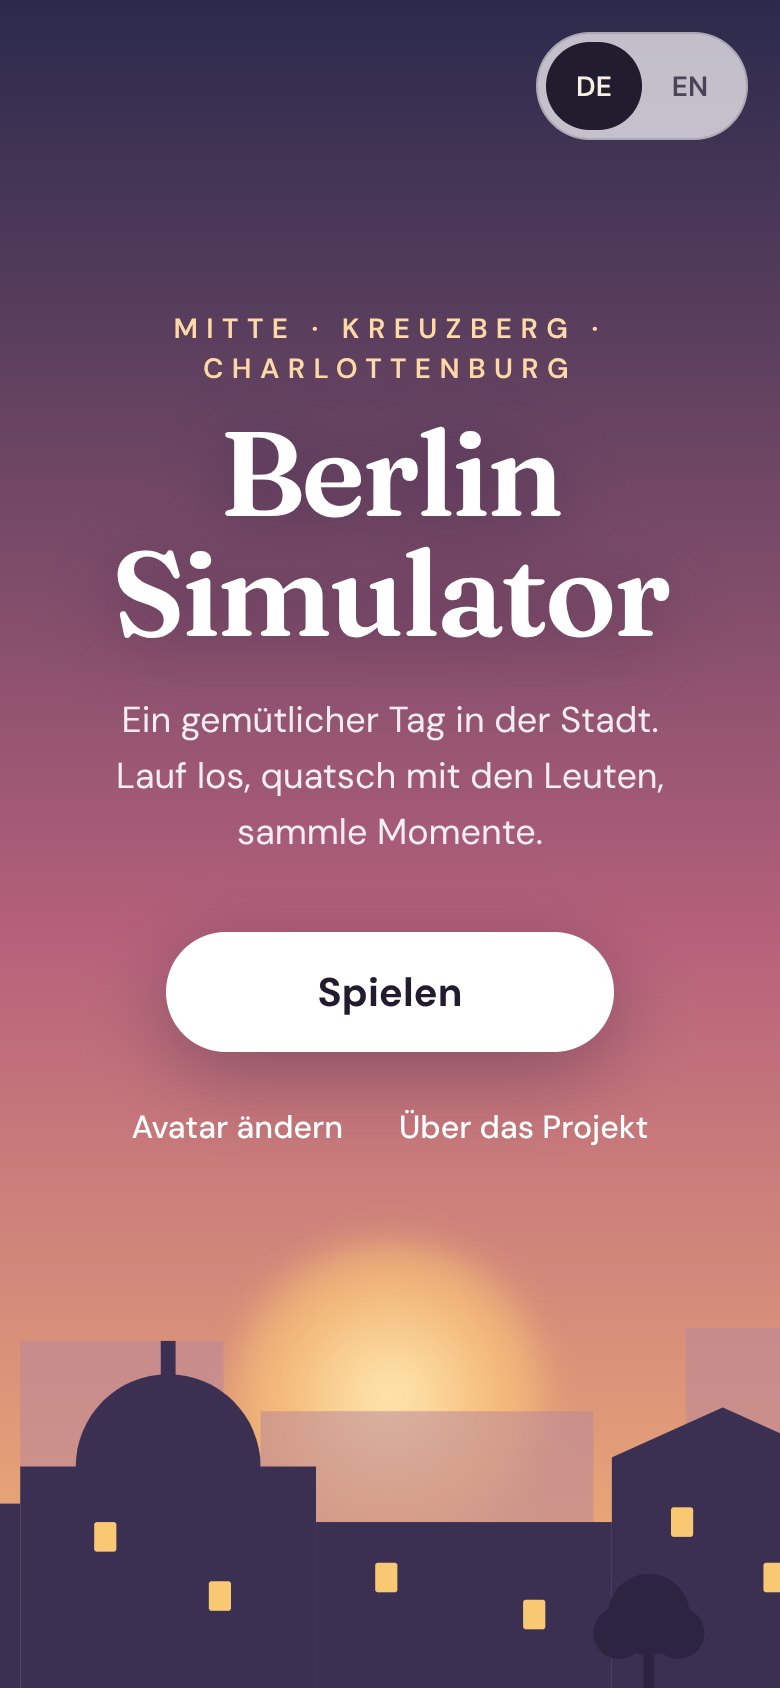 DE EN
MITTE · KREUZBERG ·
CHARLOTTENBURG
Berlin
Simulator
Ein gemütlicher Tag in der Stadt.
Lauf los, quatsch mit den Leuten,
sammle Momente.
Spielen
Avatar ändern Über das Projekt